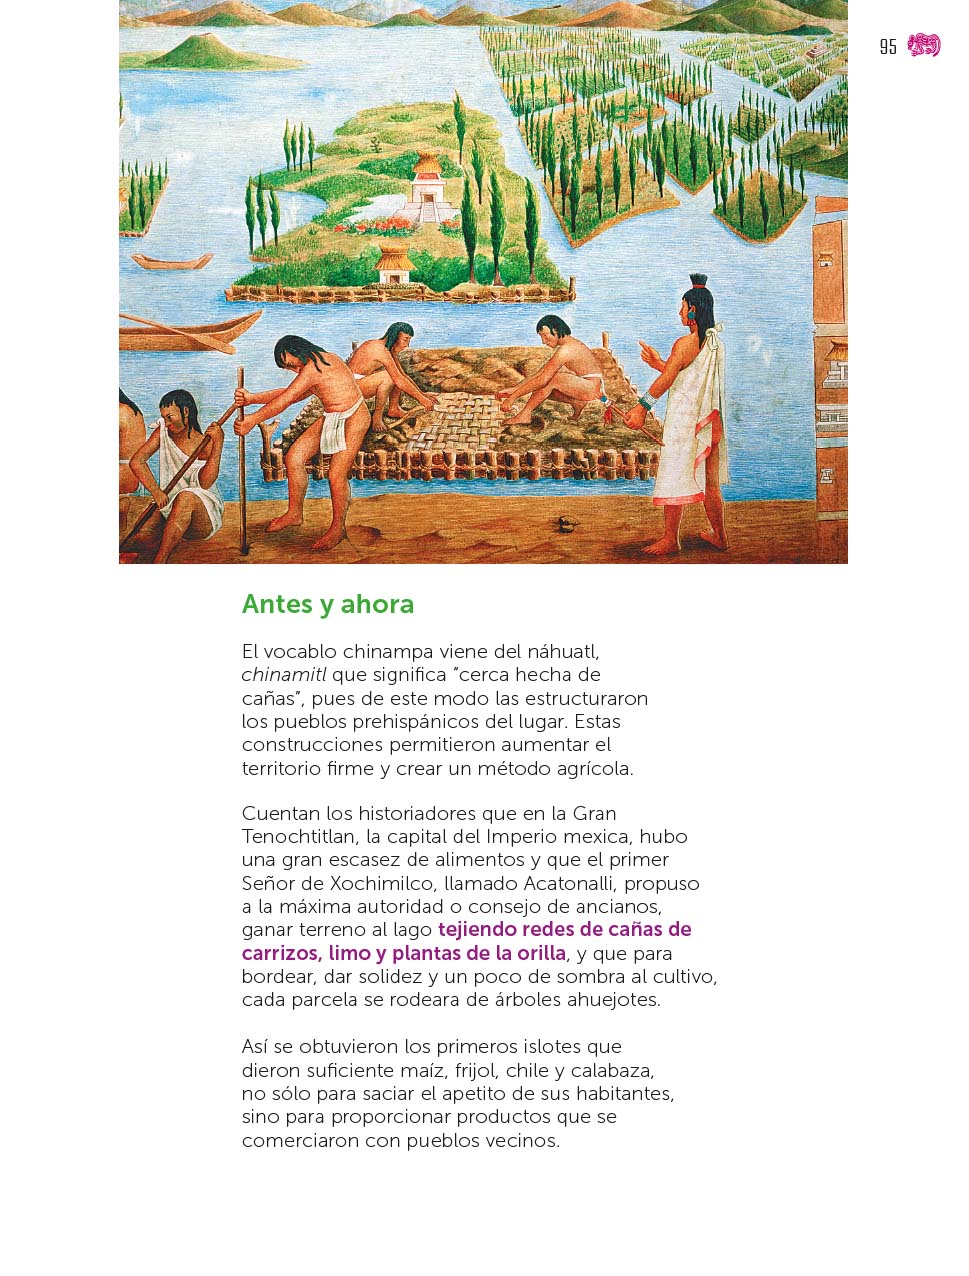 95
Antes y ahora
El vocablo chinampa viene del náhuatl,
chinamitl que significa “cerca hecha de
cañas”, pues de este modo las estructuraron
los pueblos prehispánicos del lugar. Estas
construcciones permitieron aumentar el
territorio firme y crear un método agrícola.
Cuentan los historiadores que en la Gran
Tenochtitlan, la capital del Imperio mexica, hubo
una gran escasez de alimentos y que el primer
Señor de Xochimilco, llamado Acatonalli, propuso
a la máxima autoridad o consejo de ancianos,
ganar terreno al lago tejiendo redes de cañas de
carrizos, limo y plantas de la orilla, y que para
bordear, dar solidez y un poco de sombra al cultivo,
cada parcela se rodeara de árboles ahuejotes.
Así se obtuvieron los primeros islotes que
dieron suficiente maíz, frijol, chile y calabaza,
no sólo para saciar el apetito de sus habitantes,
sino para proporcionar productos que se
comerciaron con pueblos vecinos.